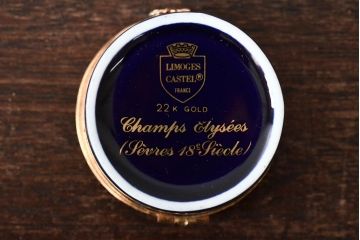 LIMOGES
CASTEL®
FRANCE
22 K GOLD
Champs Elysées
(Sèvres 18e Siècle)